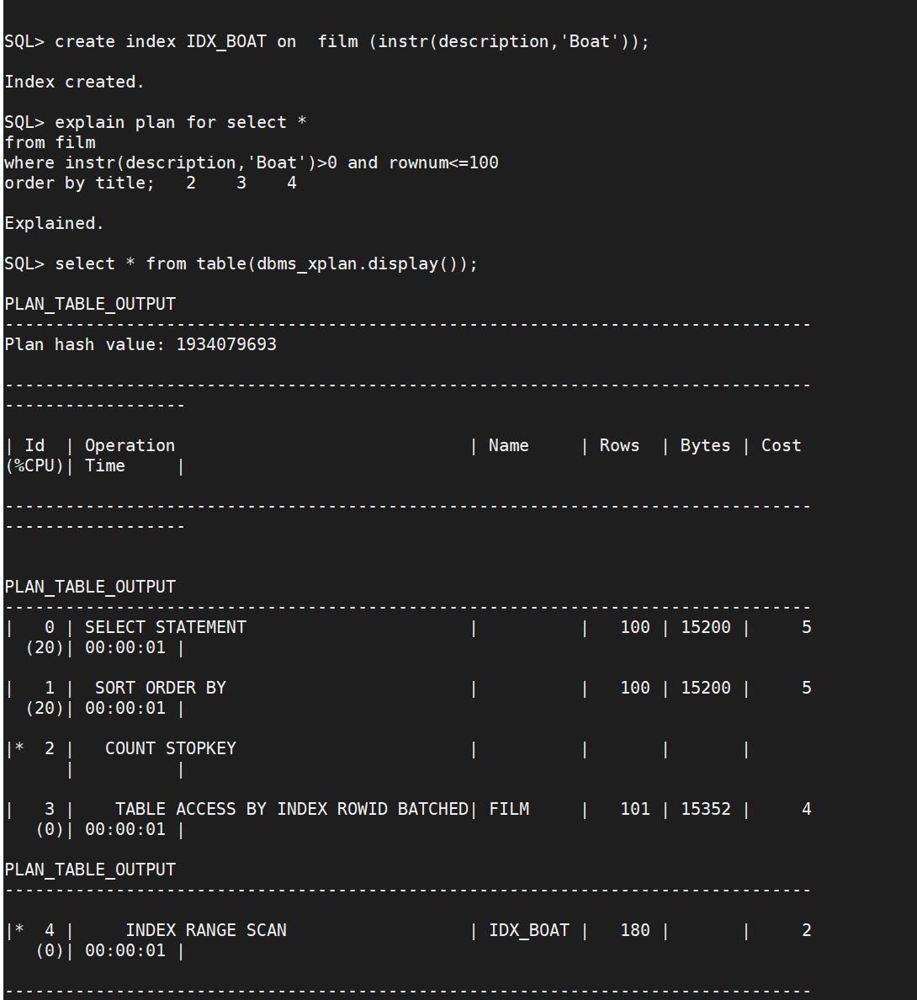 SQL> create index IDX_BOAT on  film (instr(description,'Boat'));
Index created.
SQL> explain plan for select *
from film
where instr(description,'Boat')>0 and rownum<=100
order by title;   2    3    4
Explained.
SQL> select * from table(dbms_xplan.display());
PLAN_TABLE_OUTPUT
--------------------------------------------------------------------------------
Plan hash value: 1934079693
--------------------------------------------------------------------------------
------------------
| Id  | Operation                             | Name     | Rows  | Bytes | Cost
(%CPU)| Time     |
--------------------------------------------------------------------------------
------------------
PLAN_TABLE_OUTPUT
--------------------------------------------------------------------------------
|   0 | SELECT STATEMENT                      |          |   100 | 15200 |     5
  (20)| 00:00:01 |
|   1 |  SORT ORDER BY                        |          |   100 | 15200 |     5
  (20)| 00:00:01 |
|*  2 |   COUNT STOPKEY                       |          |       |       |
      |          |
|   3 |    TABLE ACCESS BY INDEX ROWID BATCHED| FILM     |   101 | 15352 |     4
   (0)| 00:00:01 |
PLAN_TABLE_OUTPUT
--------------------------------------------------------------------------------
|*  4 |     INDEX RANGE SCAN                  | IDX_BOAT |   180 |       |     2
   (0)| 00:00:01 |
--------------------------------------------------------------------------------